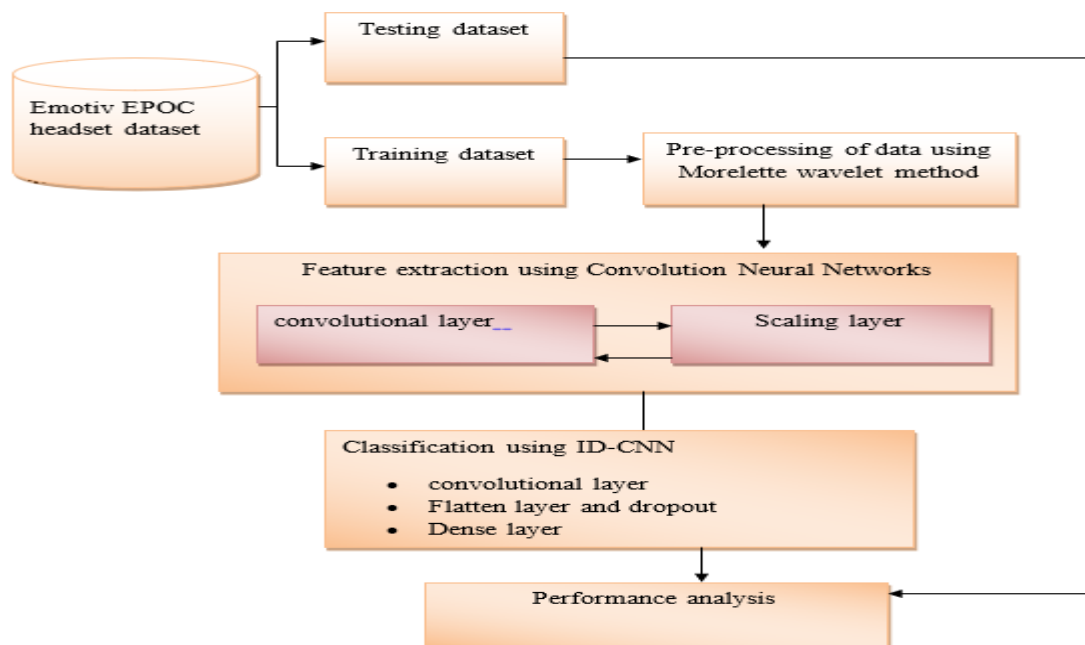 Testing dataset
Emotiv EPOC
headset dataset
...
Training dataset
Pre-processing of data using
Morelette wavelet method
Feature extraction using Convolution Neural Networks
convolutional layer__
Scaling layer
Classification using ID-CNN
• convolutional layer
• Flatten layer and dropout
• Dense layer
Performance analysis